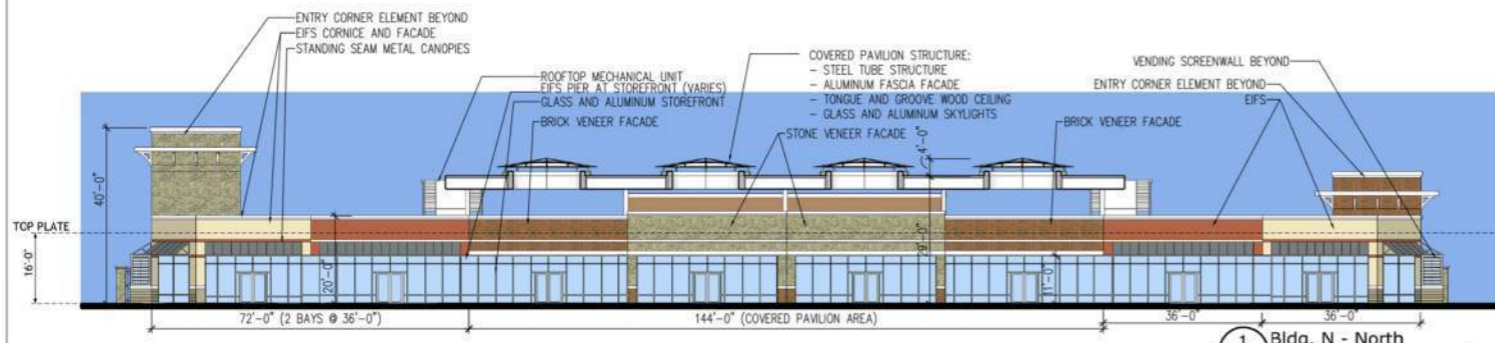 ENTRY CORNER ELEMENT BEYOND
EIFS CORNICE AND FACADE
STANDING SEAM METAL CANOPIES
ROOFTOP MECHANICAL UNIT
EIFS PIER AT STOREFRONT (VARIES)
GLASS AND ALUMINUM STOREFRONT
BRICK VENEER FACADE
COVERED PAVILION STRUCTURE:
- STEEL TUBE STRUCTURE
- ALUMINUM FASCIA FACADE
- TONGUE AND GROOVE WOOD CEILING
- GLASS AND ALUMINUM SKYLIGHTS
STONE VENEER FACADE
VENDING SCREENWALL BEYOND
ENTRY CORNER ELEMENT BEYOND
EIFS
BRICK VENEER FACADE
4'-0"
40'-0"
TOP PLATE
16'-0"
20'-0"
29'-0"
11'-0"
72'-0" (2 BAYS @ 36'-0")
144'-0" (COVERED PAVILION AREA)
36'-0"
36'-0"
1
Bldg. N - North